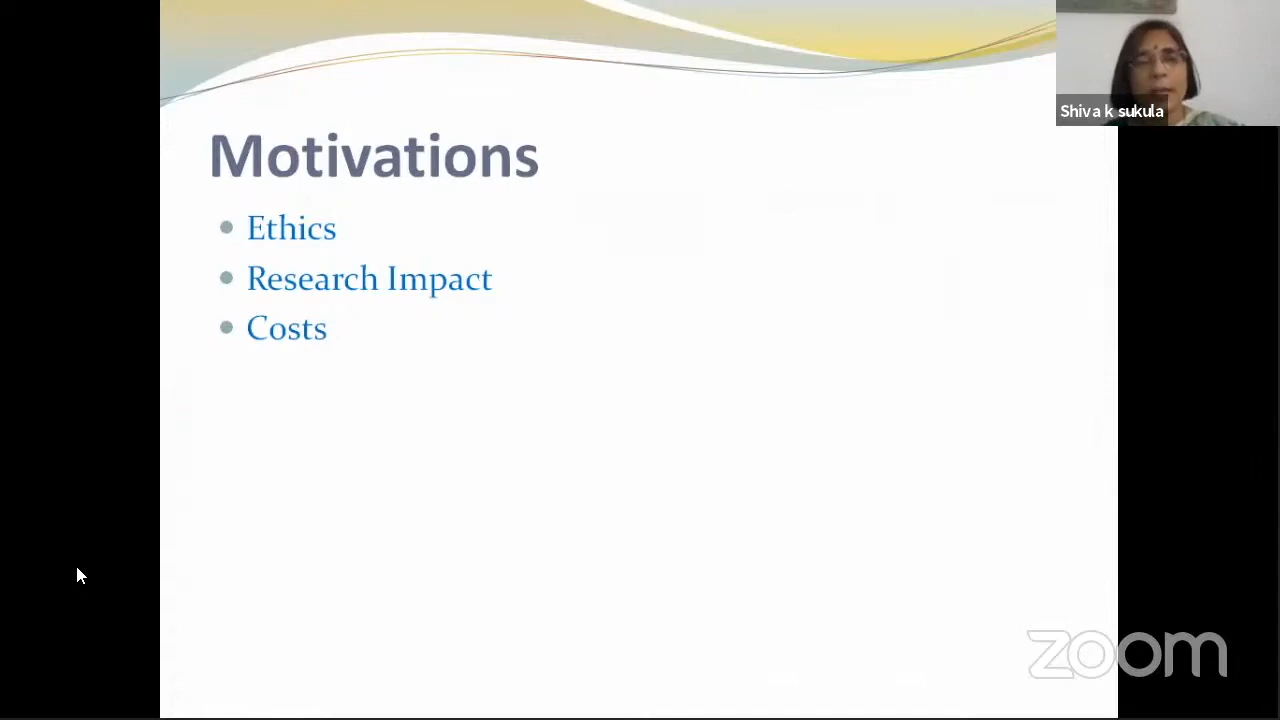 Shiva k sukula
Motivations
Ethics
Research Impact
Costs
zoom